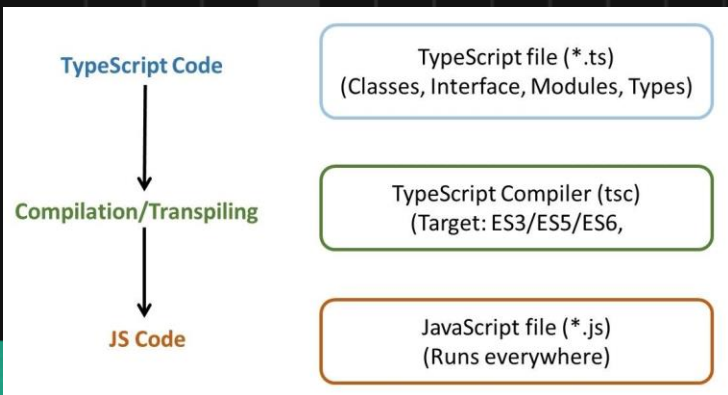 TypeScript Code
TypeScript file (*.ts)
(Classes, Interface, Modules, Types)
Compilation/Transpiling
TypeScript Compiler (tsc)
(Target: ES3/ES5/ES6,
JS Code
JavaScript file (*.js)
(Runs everywhere)